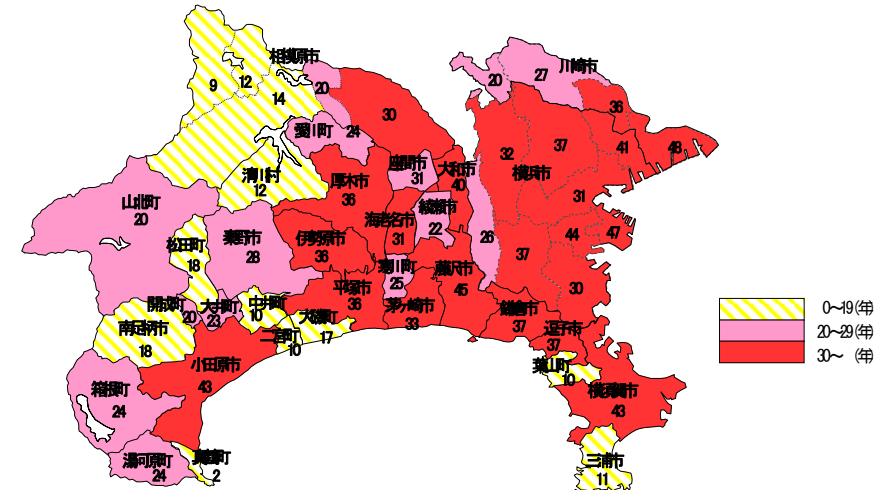 相模原市
9
12
14
20
30
24
川崎市
20
27
36
41
48
愛川町
清川村
12
厚木市
36
座間市
31
大和市
40
綾瀬市
22
海老名市
31
横浜市
32
37
31
26
37
44
47
30
山北町
20
松田町
18
秦野市
28
伊勢原市
36
寒川町
25
藤沢市
45
平塚市
36
茅ヶ崎市
33
鎌倉市
37
逗子市
37
葉山町
10
横須賀市
43
三浦市
11
開成町
20
大井町
23
中井町
10
大磯町
17
二宮町
10
南足柄市
18
小田原市
43
箱根町
24
湯河原町
24
真鶴町
2
0～19(年)
20～29(年)
30～ (年)